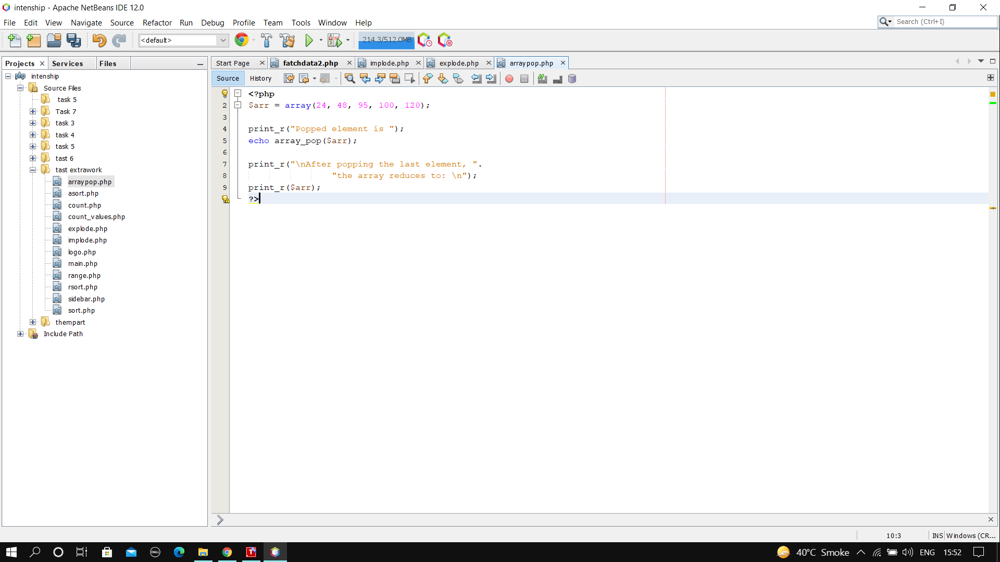 intenship - Apache NetBeans IDE 12.0
File Edit View Navigate Source Refactor Run Debug Profile Team Tools Window Help
Search (Ctrl+I)
<default>
214.3/512.0MB
Projects Services Files
intenship
Source Files
task 5
Task 7
task 3
task 4
task 5
tast 6
tast extrawork
arraypop.php
asort.php
count.php
count_values.php
explode.php
implode.php
logo.php
main.php
range.php
rsort.php
sidebar.php
sort.php
thempart
Include Path
Start Page fatchdata2.php implode.php explode.php arraypop.php
Source History
<?php
2 $arr = array(24, 48, 95, 100, 120);
3
4 print_r("Popped element is ");
5 echo array_pop($arr);
6
7 print_r("\nAfter popping the last element, ".
8 "the array reduces to: \n");
9 print_r($arr);
?>
10:3 INS Windows (CR...
40°C Smoke ENG 15:52